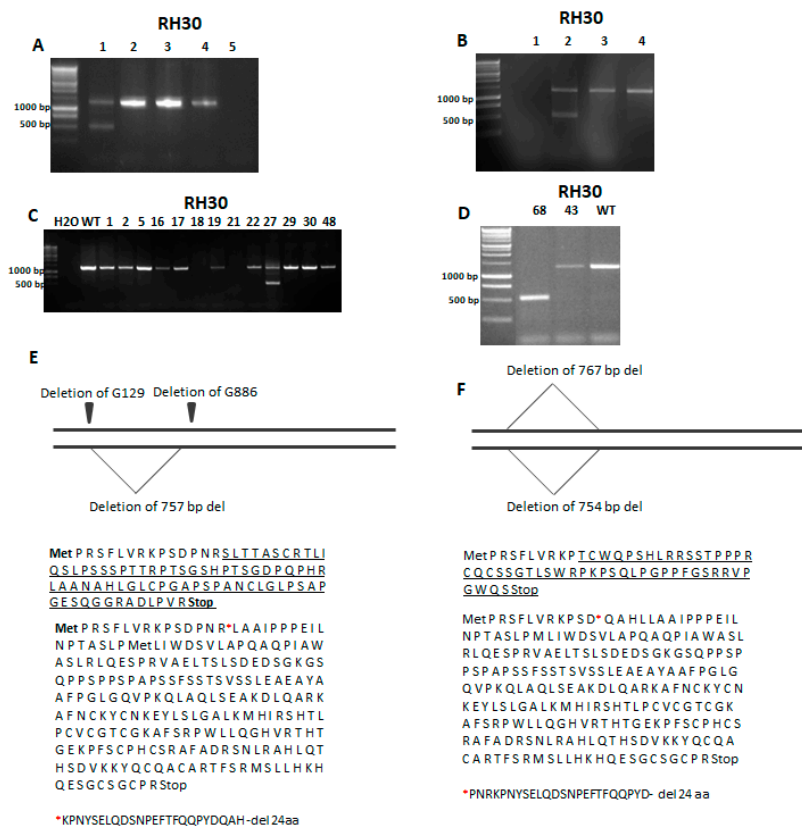 RH30
A 1 2 3 4 5
1000 bp
500 bp
RH30
B 1 2 3 4
1000 bp
500 bp
RH30
C H2O WT 1 2 5 16 17 18 19 21 22 27 29 30 48
1000 bp
500 bp
RH30
D 68 43 WT
1000 bp
500 bp
E
Deletion of G129 Deletion of G886
Deletion of 757 bp del
Met P R S F L V R K P S D P N R S L T T A S C R T L I
Q S L P S S S P T T R P T S G S H P T S G D P Q P H R
L A A N A H L G L C P G A P S P A N C L G L P S A P
G E S Q G G R A D L P V R Stop
Met P R S F L V R K P S D P N R * L A A I P P P E I L
N P T A S L P Met L I W D S V L A P Q A Q P I A W
A S L R L Q E S P R V A E L T S L S D E D S G K G S
Q P P S P P S P A P S S F S S T S V S S L E A E A Y A
A F P G L G Q V P K Q L A Q L S E A K D L Q A R K
A F N C K Y C N K E Y L S L G A L K M H I R S H T L
P C V C G T C G K A F S R P W L L Q G H V R T H T
G E K P F S C P H C S R A F A D R S N L R A H L Q T
H S D V K K Y Q C Q A C A R T F S R M S L L H K H
Q E S G C S G C P R Stop
*KPNYSELQDSNPEFTFQQPYDQAH-del 24aa
F
Deletion of 767 bp del
Deletion of 754 bp del
Met P R S F L V R K P T C W Q P S H L R R S S T P P P R
C Q C S S G T L S W R P K P S Q L P G P P F G S R R V P
G W Q S Stop
Met P R S F L V R K P S D * Q A H L L A A I P P P E I L
N P T A S L P M L I W D S V L A P Q A Q P I A W A S L
R L Q E S P R V A E L T S L S D E D S G K G S Q P P S P
P S P A P S S F S S T S V S S L E A E A Y A A F P G L G
Q V P K Q L A Q L S E A K D L Q A R K A F N C K Y C N
K E Y L S L G A L K M H I R S H T L P C V C G T C G K
A F S R P W L L Q G H V R T H T G E K P F S C P H C S
R A F A D R S N L R A H L Q T H S D V K K Y Q C Q A
C A R T F S R M S L L H K H Q E S G C S G C P R Stop
*PNRKPNYSELQDSNPEFTFQQPYD- del 24 aa